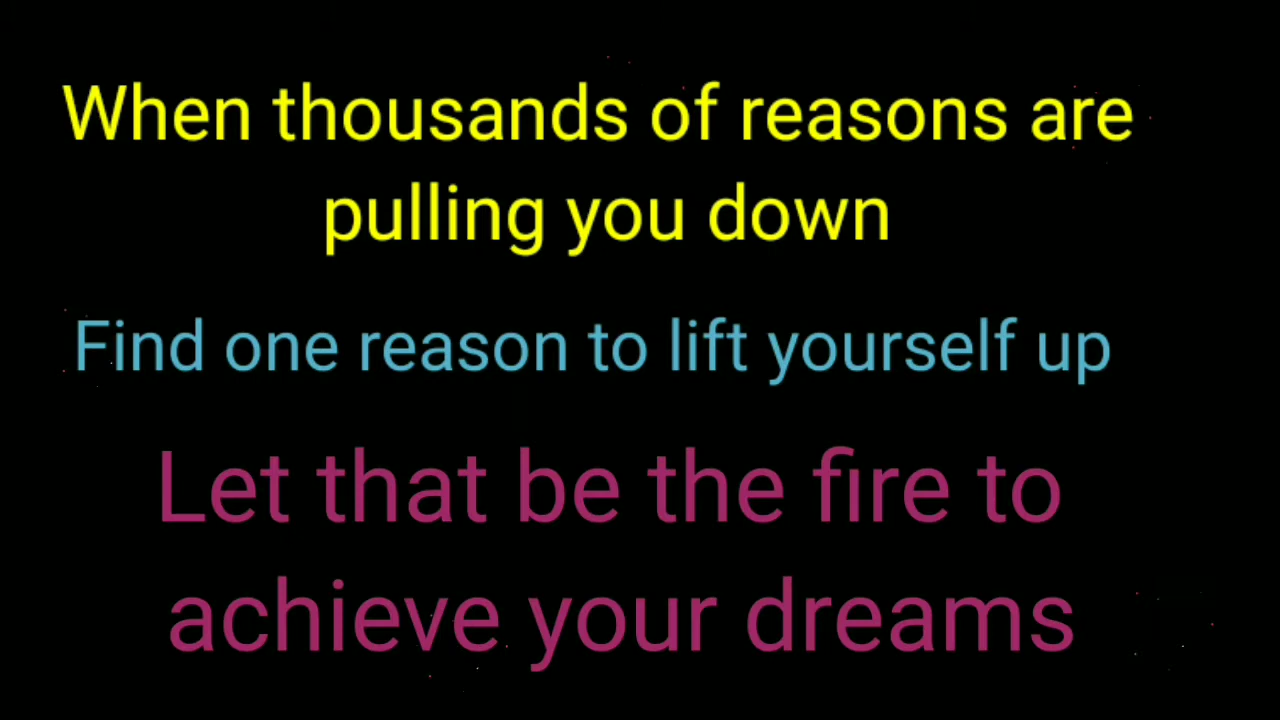 When thousands of reasons are
pulling you down
Find one reason to lift yourself up
Let that be the fire to
achieve your dreams